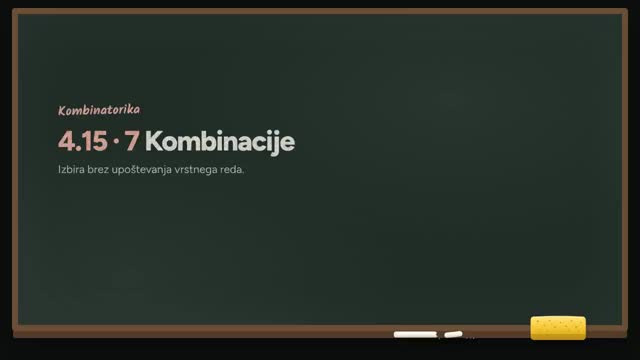 Kombinatorika
4.15 · 7 Kombinacije
Izbira brez upoštevanja vrstnega reda.